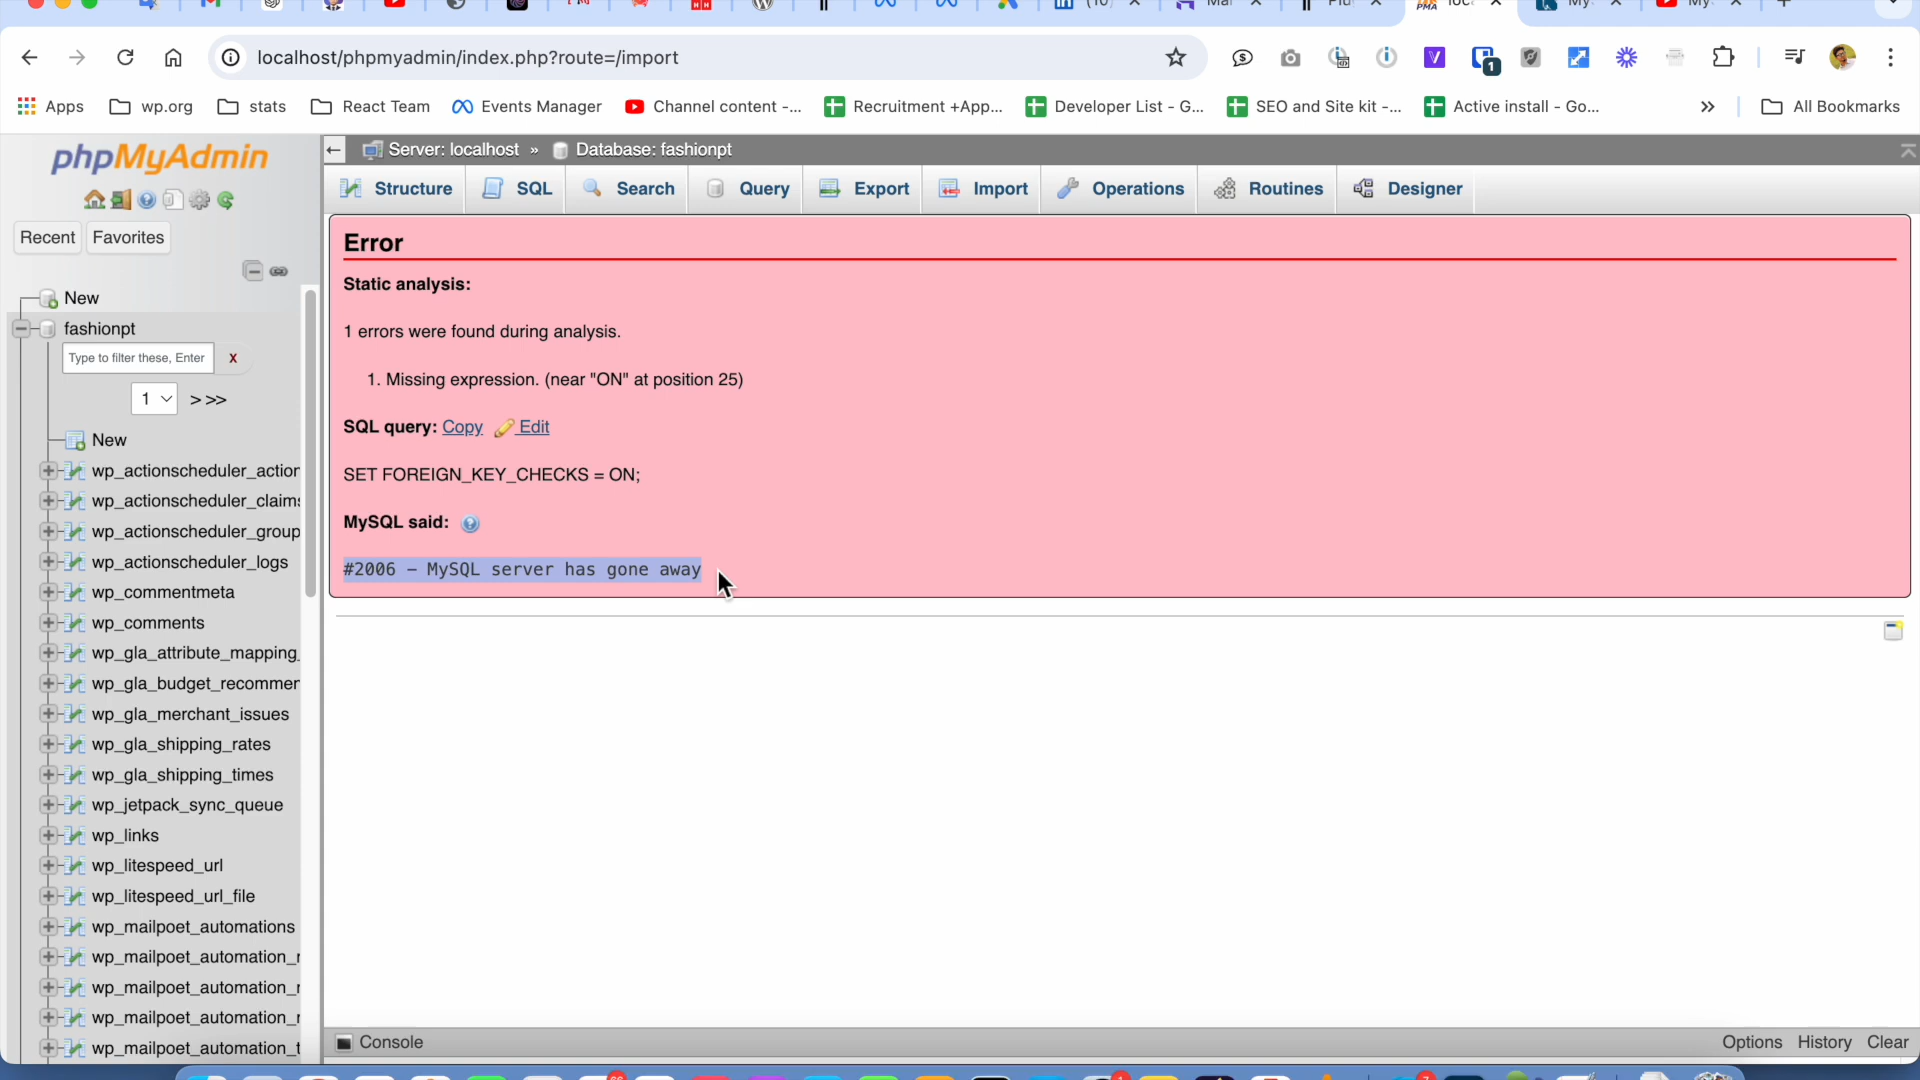 localhost/phpmyadmin/index.php?route=/import
1
Apps
wp.org
stats
React Team
Events Manager
Channel content -...
Recruitment +App...
Developer List - G...
SEO and Site kit -...
Active install - Go...
»
All Bookmarks
phpMyAdmin
Recent
Favorites
New
fashionpt
Type to filter these, Enter
x
1
> >>
New
wp_actionscheduler_action
wp_actionscheduler_claims
wp_actionscheduler_group
wp_actionscheduler_logs
wp_commentmeta
wp_comments
wp_gla_attribute_mapping_
wp_gla_budget_recommen
wp_gla_merchant_issues
wp_gla_shipping_rates
wp_gla_shipping_times
wp_jetpack_sync_queue
wp_links
wp_litespeed_url
wp_litespeed_url_file
wp_mailpoet_automations
wp_mailpoet_automation_r
wp_mailpoet_automation_r
wp_mailpoet_automation_r
wp_mailpoet_automation_t
Server: localhost » Database: fashionpt
Structure
SQL
Search
Query
Export
Import
Operations
Routines
Designer
Error
Static analysis:
1 errors were found during analysis.
1. Missing expression. (near "ON" at position 25)
SQL query: Copy Edit
SET FOREIGN_KEY_CHECKS = ON;
MySQL said:
#2006 - MySQL server has gone away
Console
Options
History
Clear